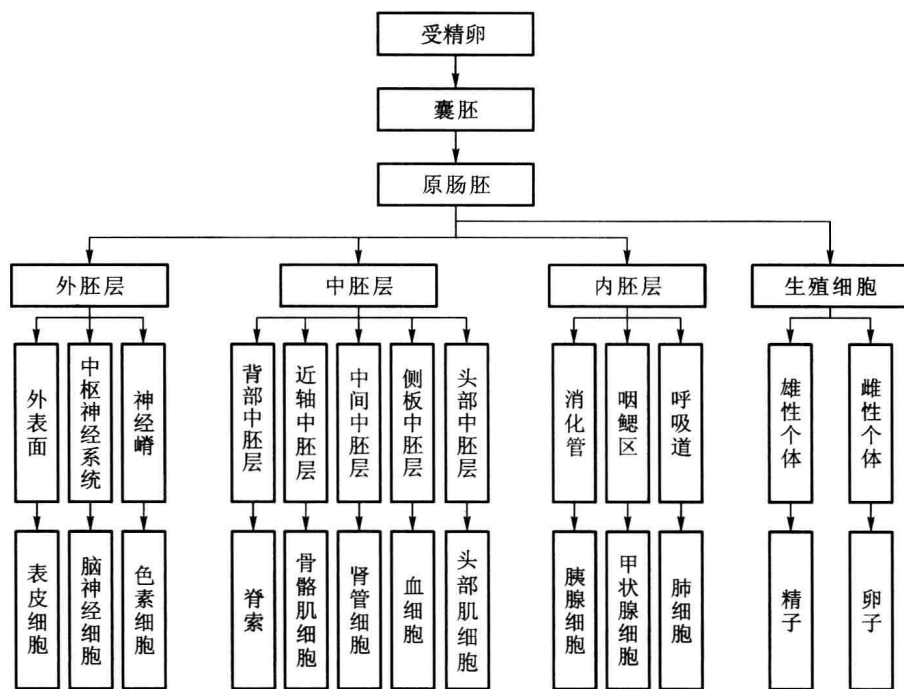 受精卵
囊胚
原肠胚
外胚层
中胚层
内胚层
生殖细胞
外表面
中枢神经系统
神经嵴
背部中胚层
近轴中胚层
中间中胚层
侧板中胚层
头部中胚层
消化管
咽鳃区
呼吸道
雄性个体
雌性个体
表皮细胞
脑神经细胞
色素细胞
脊索
骨骼肌细胞
肾管细胞
血细胞
头部肌细胞
胰腺细胞
甲状腺细胞
肺细胞
精子
卵子